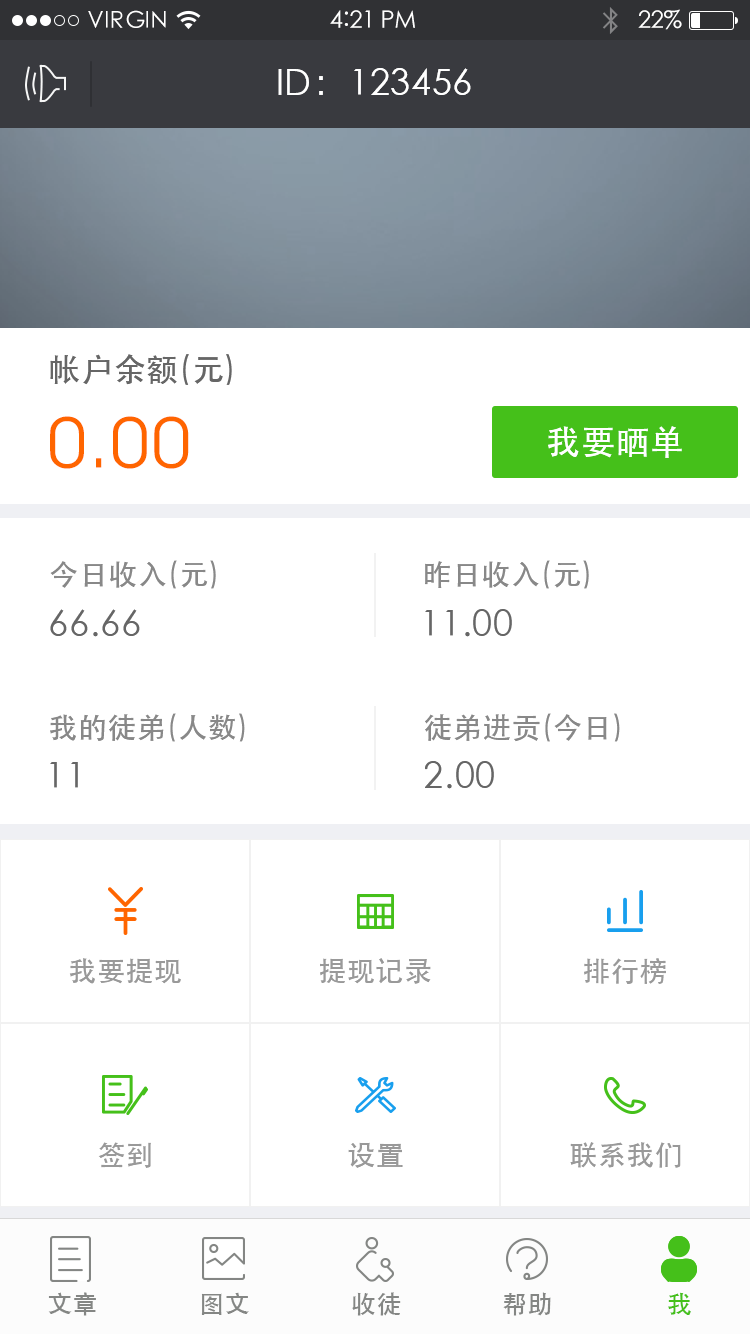 VIRGIN 4:21 PM 22%
ID： 123456
帐户余额(元)
0.00
我要晒单
今日收入(元) 昨日收入(元)
66.66 11.00
我的徒弟(人数) 徒弟进贡(今日)
11 2.00
我要提现 提现记录 排行榜
签到 设置 联系我们
文章 图文 收徒 帮助 我